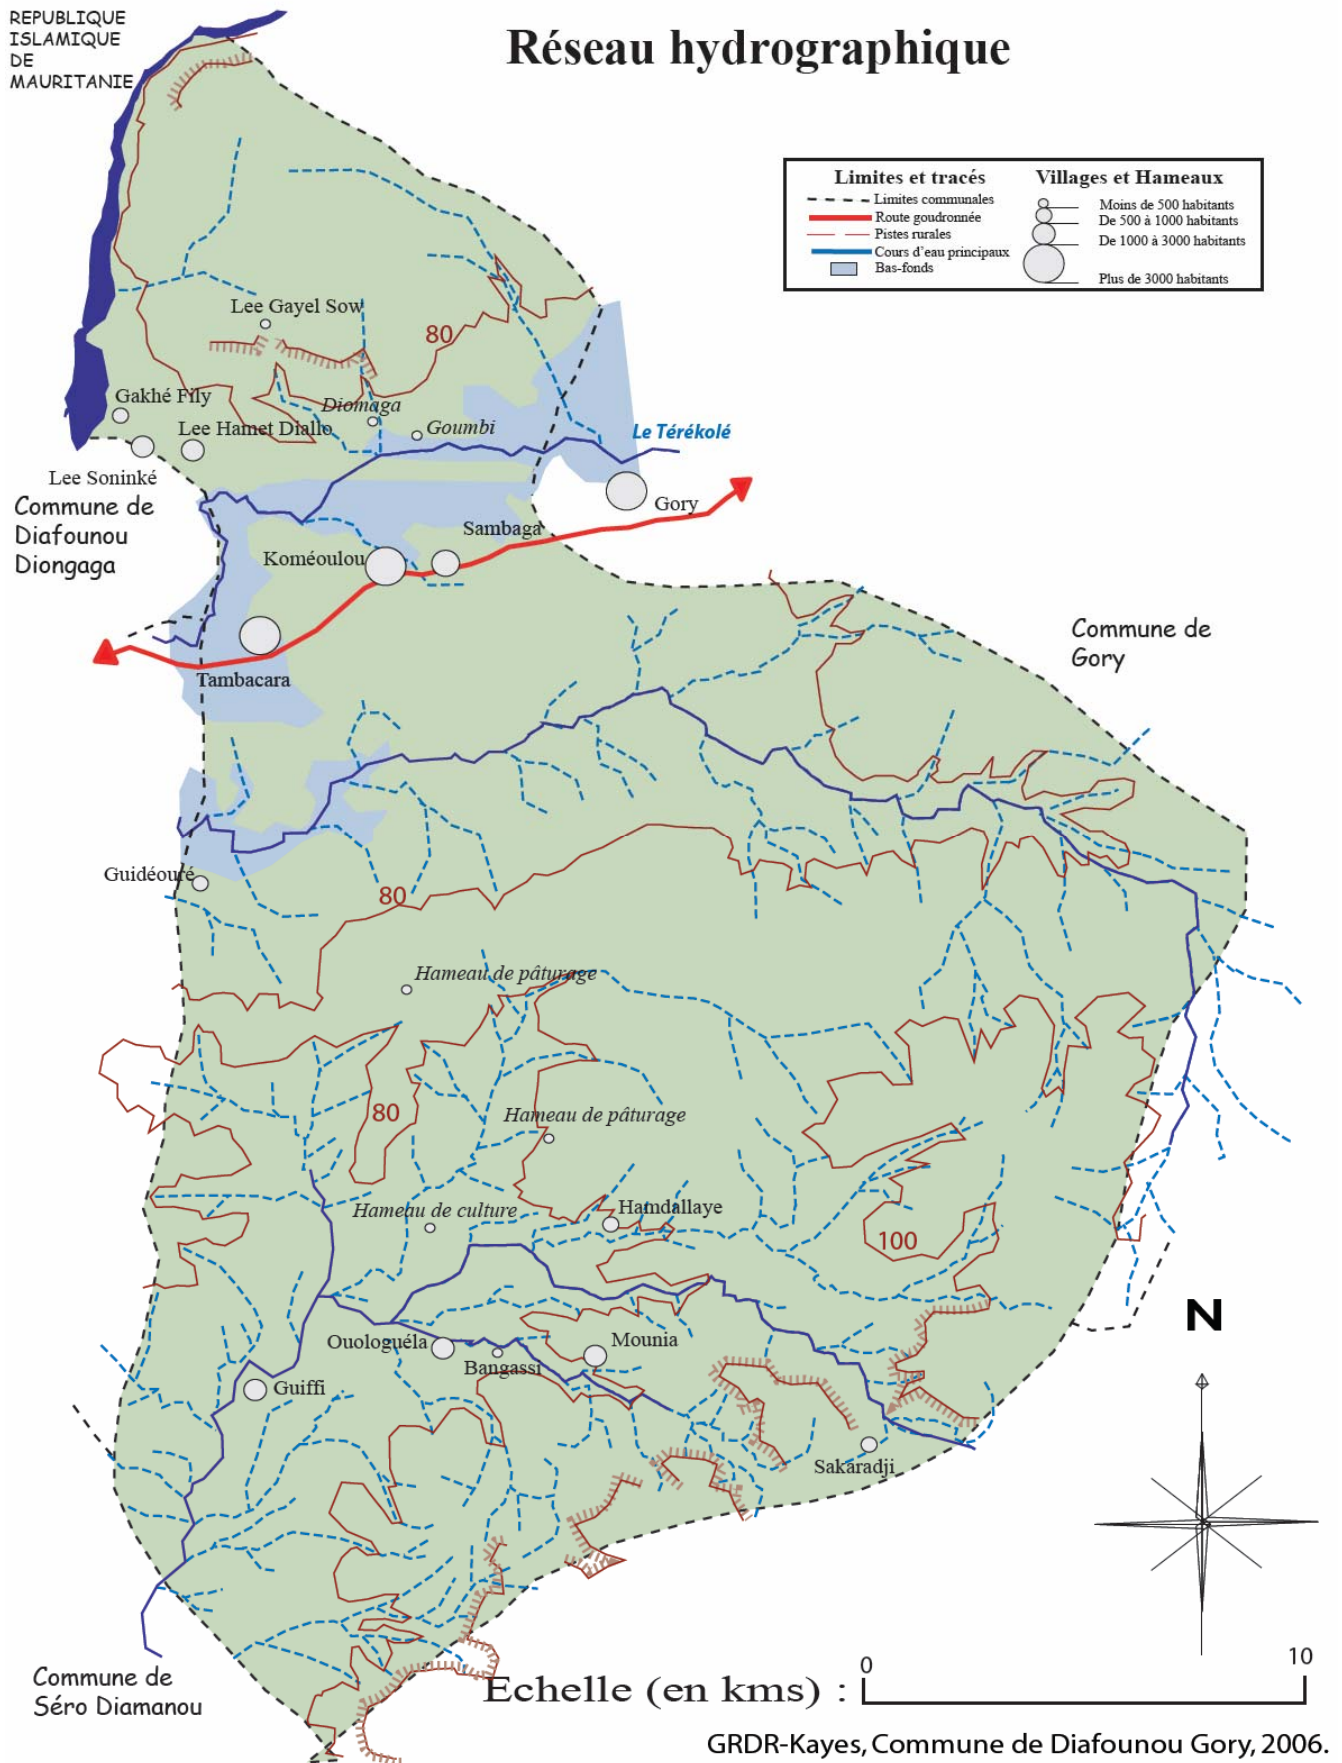 REPUBLIQUE
ISLAMIQUE
DE
MAURITANIE
Réseau hydrographique
Limites et tracés
Limites communales
Route goudronnée
Pistes rurales
Cours d'eau principaux
Bas-fonds
Villages et Hameaux
Moins de 500 habitants
De 500 à 1000 habitants
De 1000 à 3000 habitants
Plus de 3000 habitants
Lee Gayel Sow
80
Gakhé Fily
Diomaga
Lee Hamet Diallo
Goumbi
Le Térékolé
Lee Soninké
Gory
Commune de
Diafounou
Diongaga
Sambaga
Koméoulou
Tambacara
Commune de
Gory
Guidéouré
80
Hameau de pâturage
80
Hameau de pâturage
Hameau de culture
Hamdallaye
100
N
Ouologuéla
Mounia
Bangassi
Guiffi
Sakaradji
Commune de
Séro Diamanou
Echelle (en kms) :
0
10
GRDR-Kayes, Commune de Diafounou Gory, 2006.